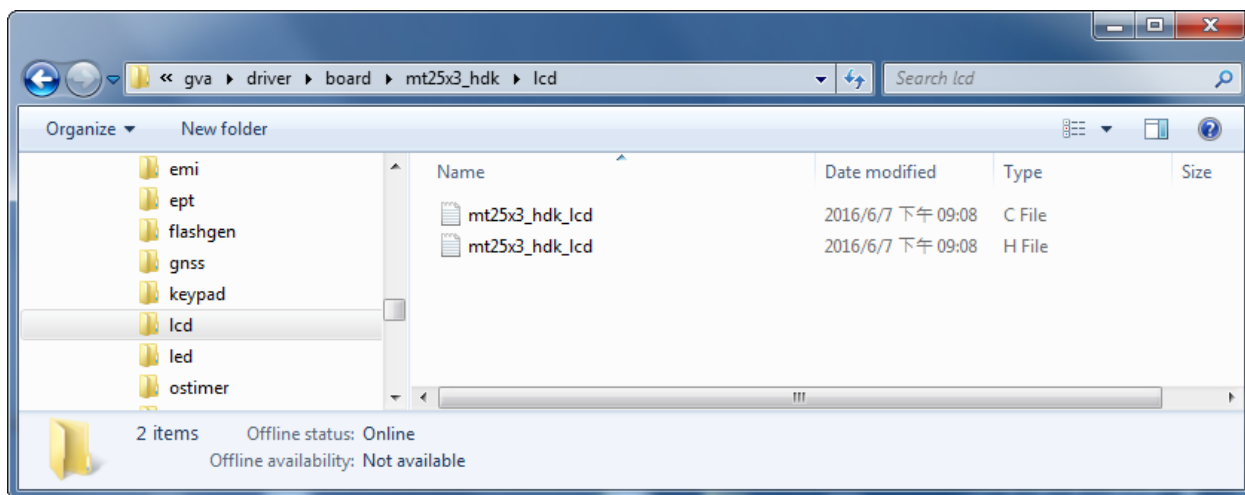 « gva ▸ driver ▸ board ▸ mt25x3_hdk ▸ lcd
Search lcd
Organize ▾ New folder
emi
ept
flashgen
gnss
keypad
lcd
led
ostimer
Name Date modified Type Size
mt25x3_hdk_lcd 2016/6/7 下午 09:08 C File
mt25x3_hdk_lcd 2016/6/7 下午 09:08 H File
2 items Offline status: Online
Offline availability: Not available